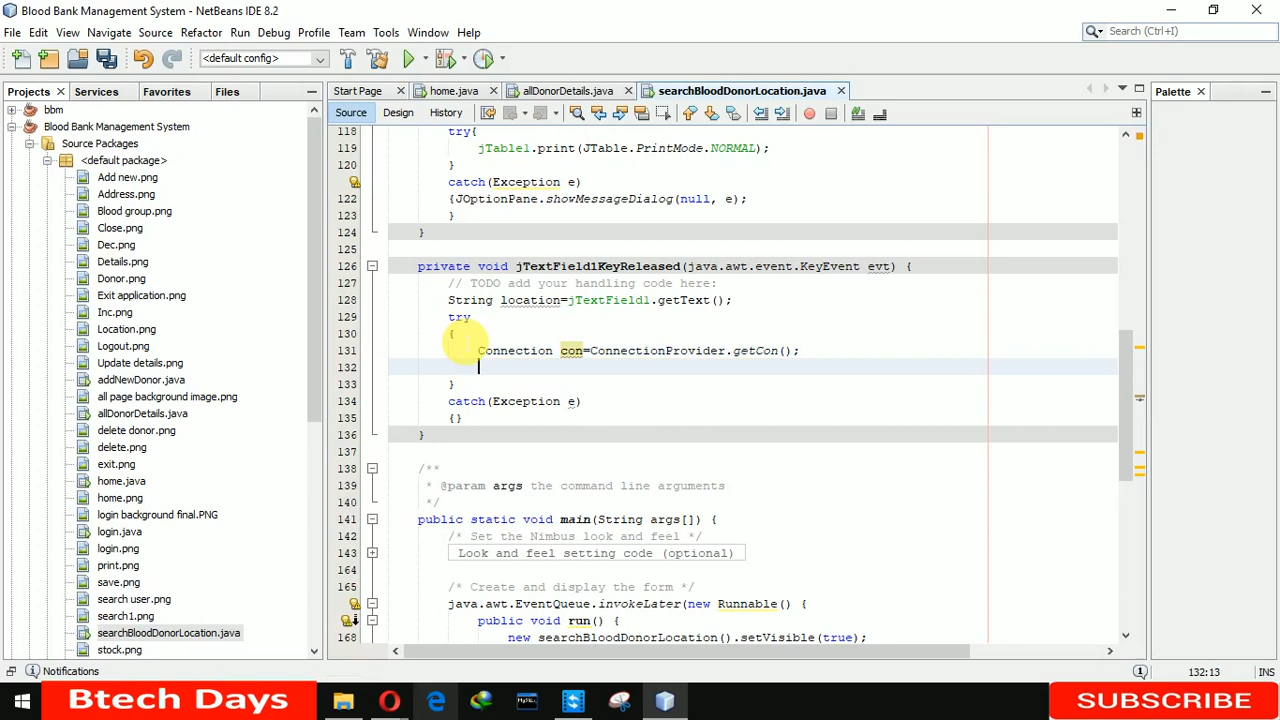 Blood Bank Management System - NetBeans IDE 8.2
File Edit View Navigate Source Refactor Run Debug Profile Team Tools Window Help
Search (Ctrl+I)
<default config>
Projects Services Favorites Files
Start Page home.java allDonorDetails.java searchBloodDonorLocation.java
Palette
Source Design History
bbm
Blood Bank Management System
Source Packages
<default package>
Add new.png
Address.png
Blood group.png
Close.png
Dec.png
Details.png
Donor.png
Exit application.png
Inc.png
Location.png
Logout.png
Update details.png
addNewDonor.java
all page background image.png
allDonorDetails.java
delete donor.png
delete.png
exit.png
home.java
home.png
login background final.PNG
login.java
login.png
print.png
save.png
search user.png
search1.png
searchBloodDonorLocation.java
stock.png
118 try{
119 jTable1.print(JTable.PrintMode.NORMAL);
120 }
catch(Exception e)
122 {JOptionPane.showMessageDialog(null, e);
123 }
124 }
125
126 private void jTextField1KeyReleased(java.awt.event.KeyEvent evt) {
127 // TODO add your handling code here:
128 String location=jTextField1.getText();
129 try
130 {
131 Connection con=ConnectionProvider.getCon();
132
133 }
134 catch(Exception e)
135 {}
136 }
137
138 /**
139 * @param args the command line arguments
140 */
141 public static void main(String args[]) {
142 /* Set the Nimbus look and feel */
143 Look and feel setting code (optional)
164
165 /* Create and display the form */
java.awt.EventQueue.invokeLater(new Runnable() {
public void run() {
168 new searchBloodDonorLocation().setVisible(true);
Notifications
1
132:13 INS
Btech Days
SUBSCRIBE